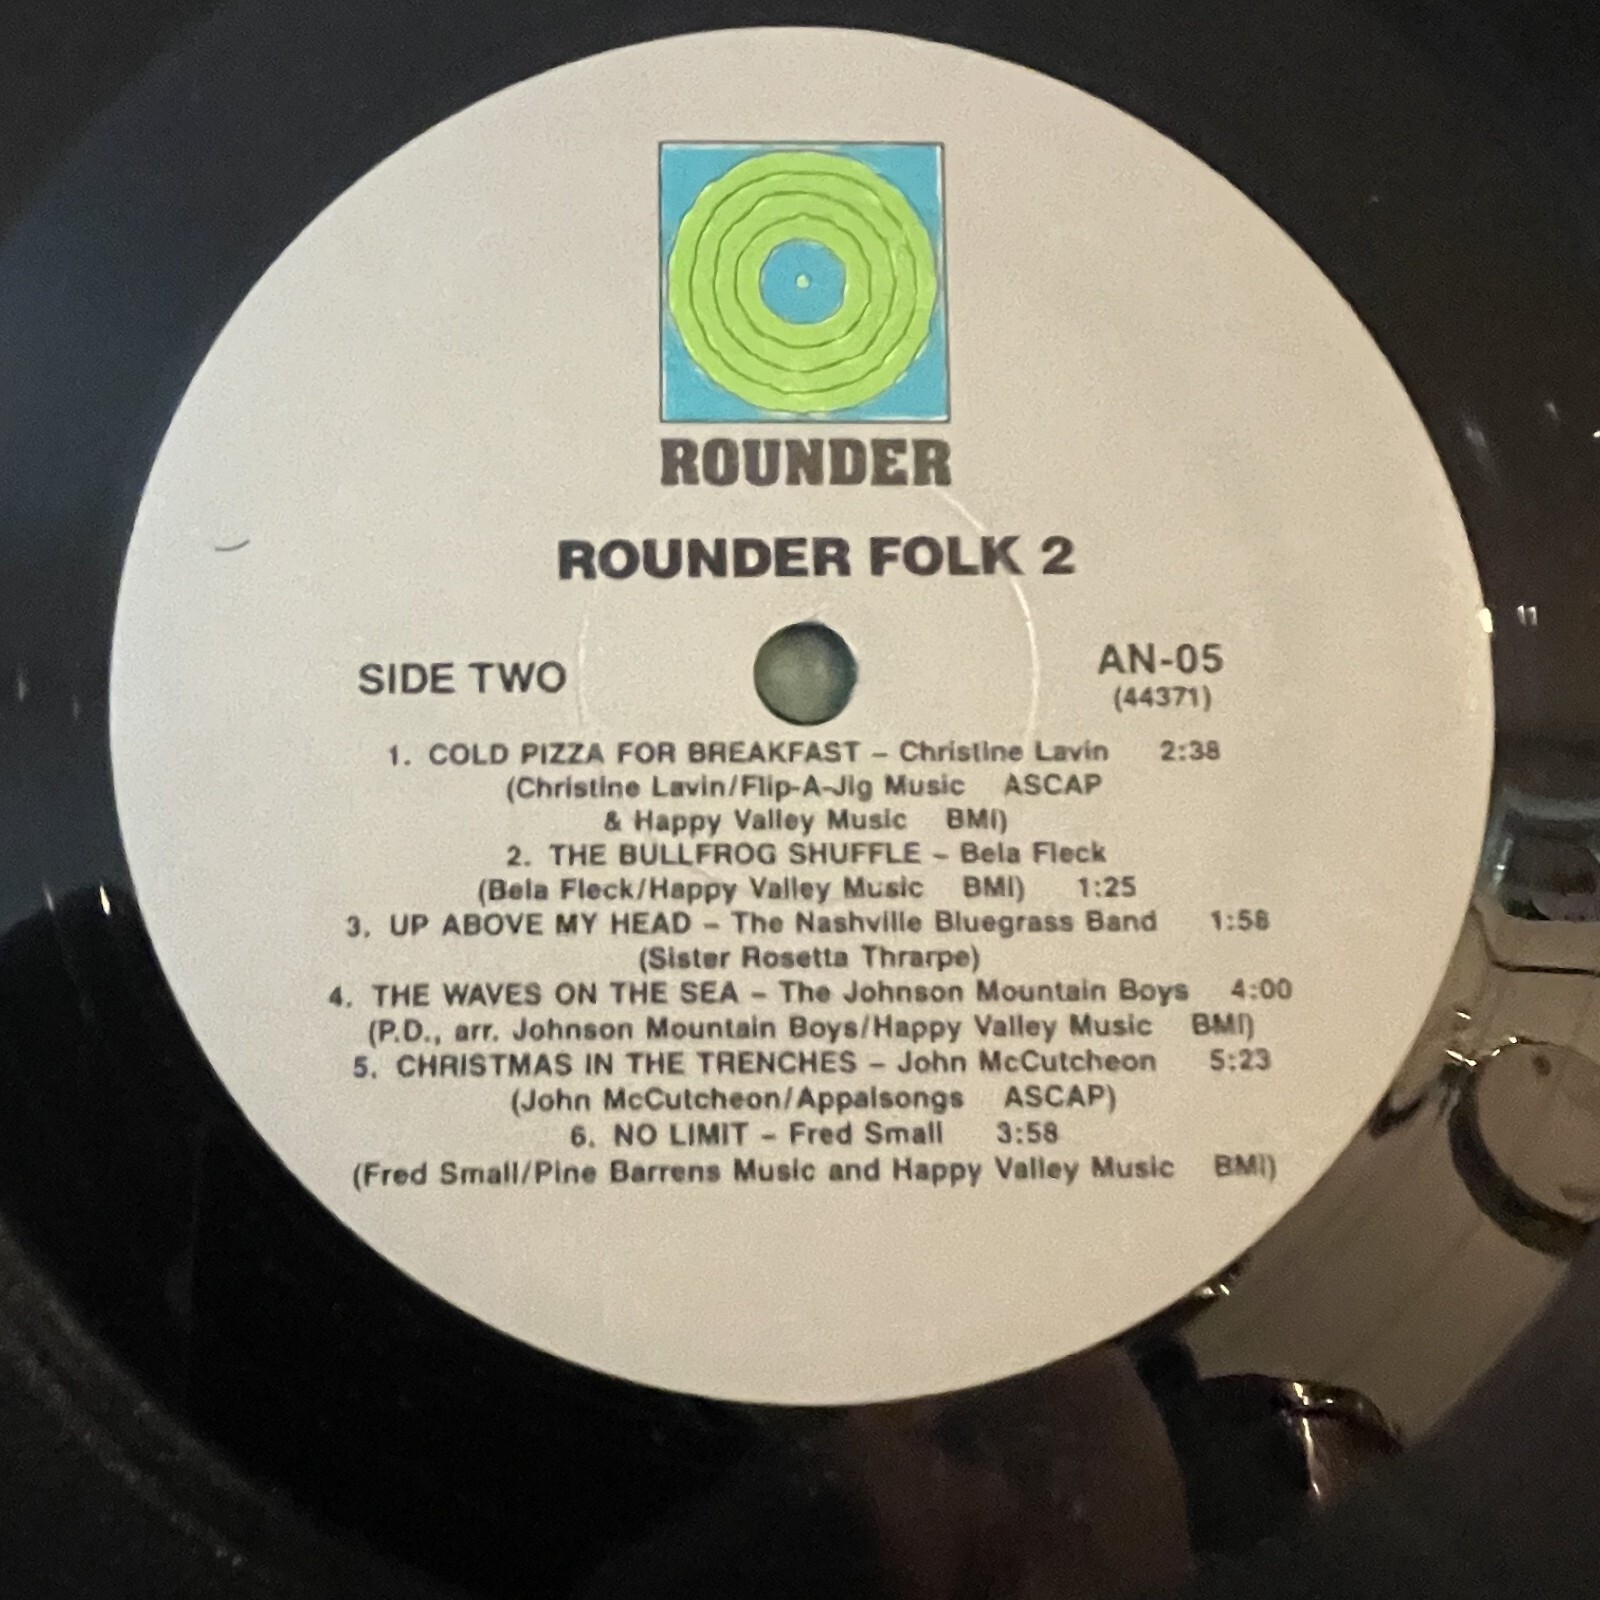 ROUNDER
ROUNDER FOLK 2
SIDE TWO
AN-05
(44371)
1. COLD PIZZA FOR BREAKFAST – Christine Lavin 2:38
(Christine Lavin/Flip-A-Jig Music ASCAP
& Happy Valley Music BMI)
2. THE BULLFROG SHUFFLE – Bela Fleck
(Bela Fleck/Happy Valley Music BMI) 1:25
3. UP ABOVE MY HEAD – The Nashville Bluegrass Band 1:58
(Sister Rosetta Thrarpe)
4. THE WAVES ON THE SEA – The Johnson Mountain Boys 4:00
(P.D., arr. Johnson Mountain Boys/Happy Valley Music BMI)
5. CHRISTMAS IN THE TRENCHES – John McCutcheon 5:23
(John McCutcheon/Appalsongs ASCAP)
6. NO LIMIT – Fred Small 3:58
(Fred Small/Pine Barrens Music and Happy Valley Music BMI)